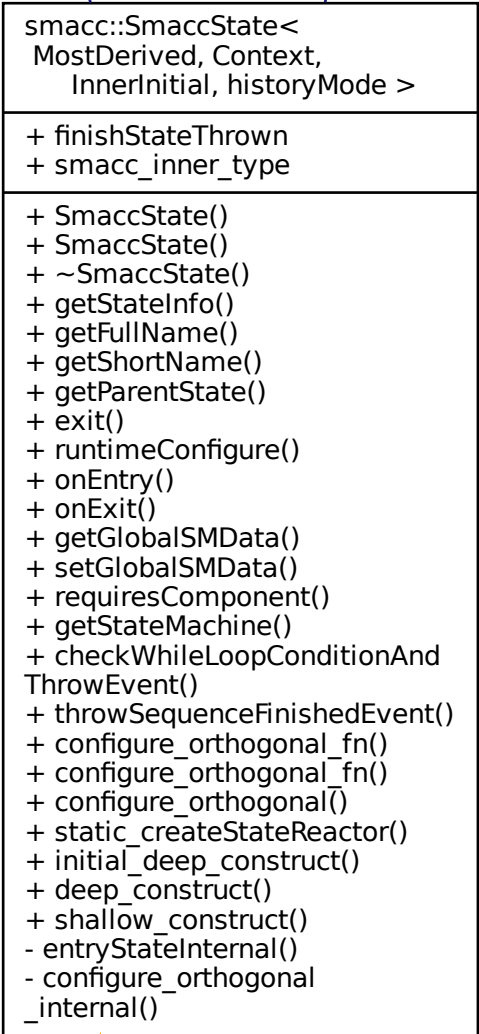 smacc::SmaccState<
MostDerived, Context,
InnerInitial, historyMode >
+ finishStateThrown
+ smacc_inner_type
+ SmaccState()
+ SmaccState()
+ ~SmaccState()
+ getStateInfo()
+ getFullName()
+ getShortName()
+ getParentState()
+ exit()
+ runtimeConfigure()
+ onEntry()
+ onExit()
+ getGlobalSMData()
+ setGlobalSMData()
+ requiresComponent()
+ getStateMachine()
+ checkWhileLoopConditionAnd
ThrowEvent()
+ throwSequenceFinishedEvent()
+ configure_orthogonal_fn()
+ configure_orthogonal_fn()
+ configure_orthogonal()
+ static_createStateReactor()
+ initial_deep_construct()
+ deep_construct()
+ shallow_construct()
- entryStateInternal()
- configure_orthogonal
_internal()